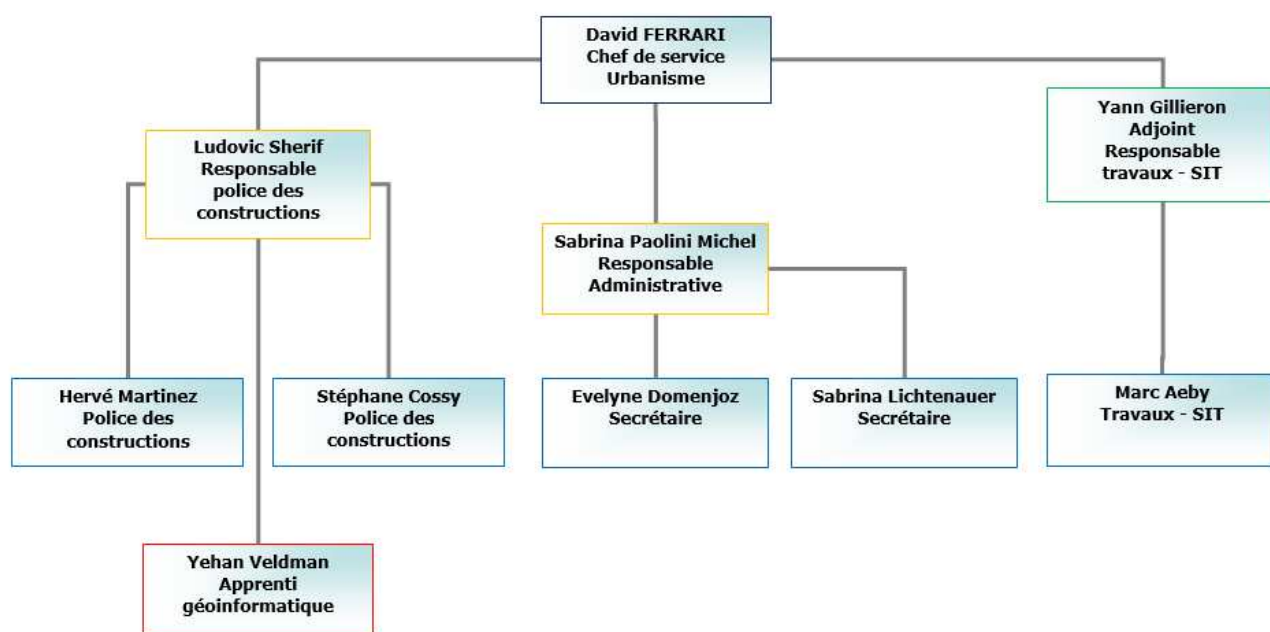 David FERRARI
Chef de service
Urbanisme
Yann Gillieron
Adjoint
Responsable
travaux - SIT
Ludovic Sherif
Responsable
police des
constructions
Sabrina Paolini Michel
Responsable
Administrative
Hervé Martinez
Police des
constructions
Stéphane Cossy
Police des
constructions
Evelyne Domenjoz
Secrétaire
Sabrina Lichtenauer
Secrétaire
Marc Aeby
Travaux - SIT
Yehan Veldman
Apprenti
géoinformatique